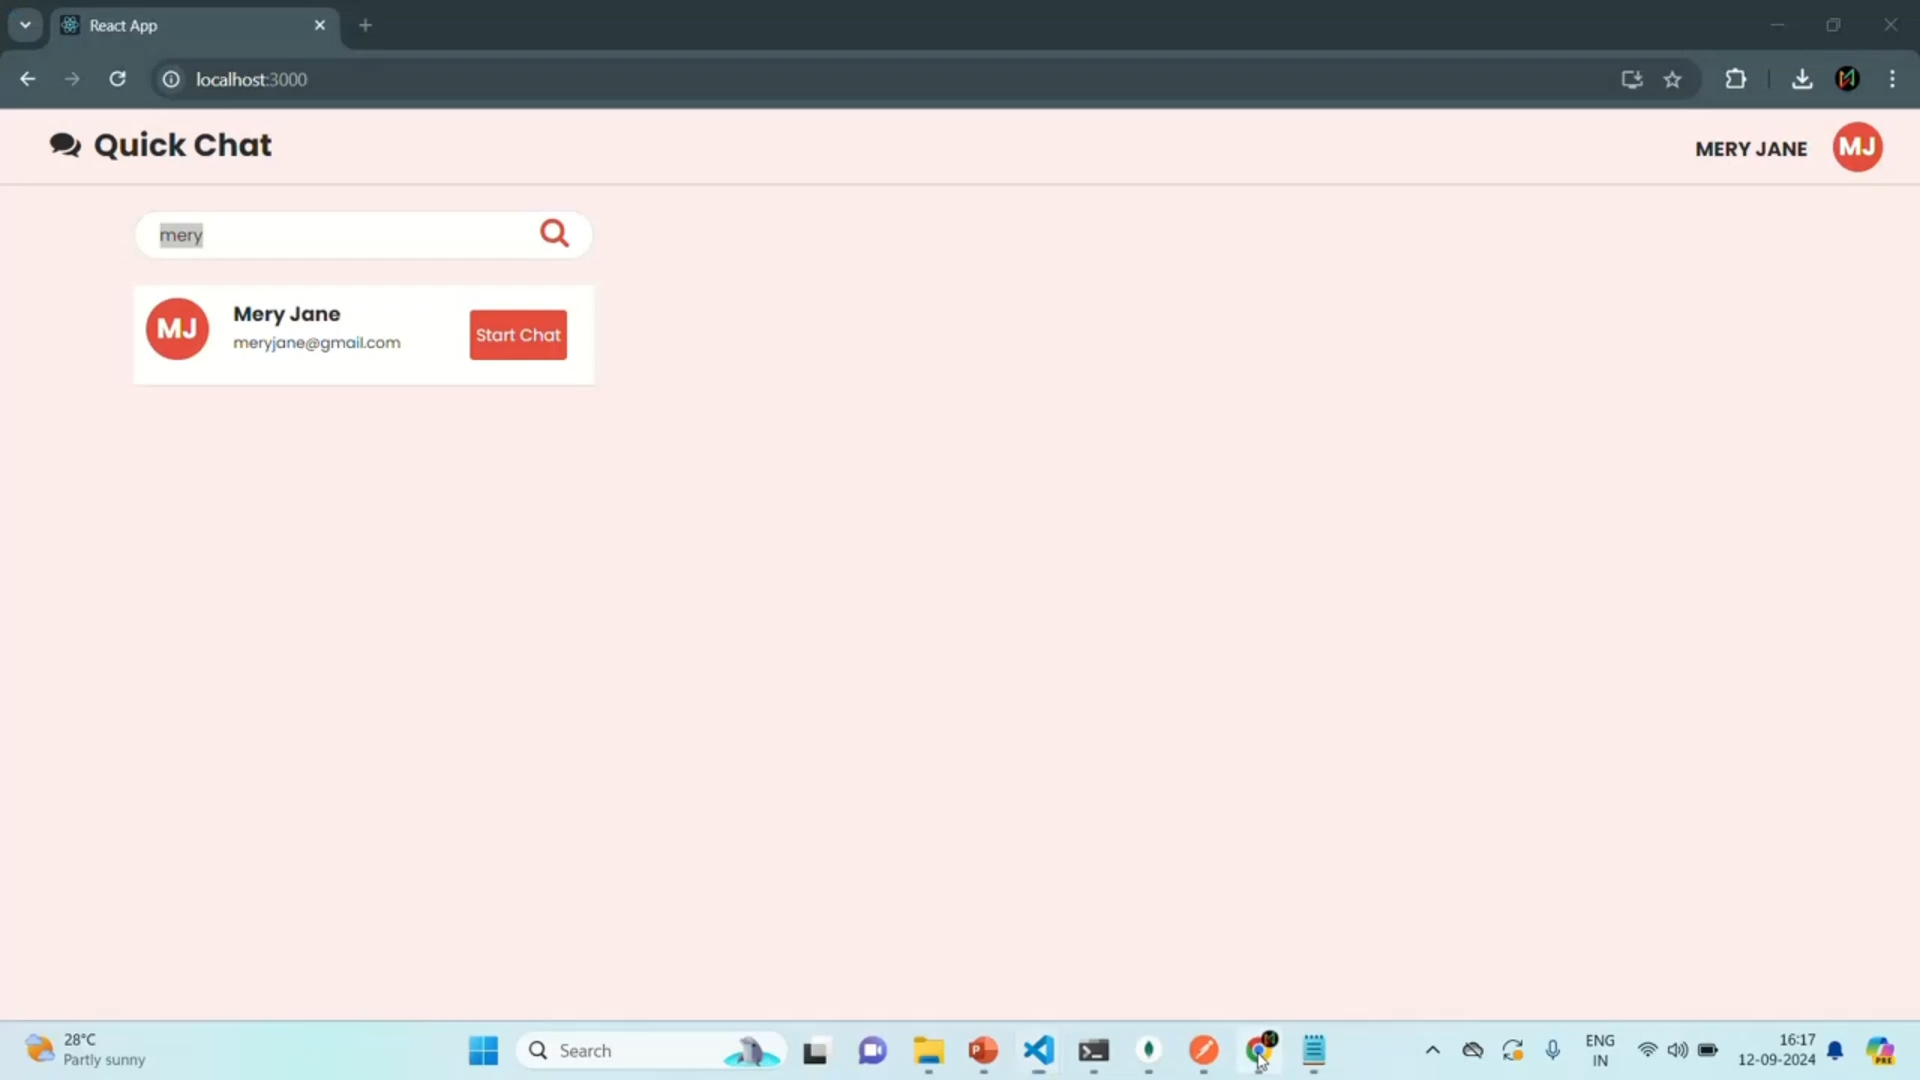 React App
localhost:3000
Quick Chat
MERY JANE
MJ
mery
MJ
Mery Jane
meryjane@gmail.com
Start Chat
28°C
Partly sunny
Search
ENG
IN
16:17
12-09-2024
PRE